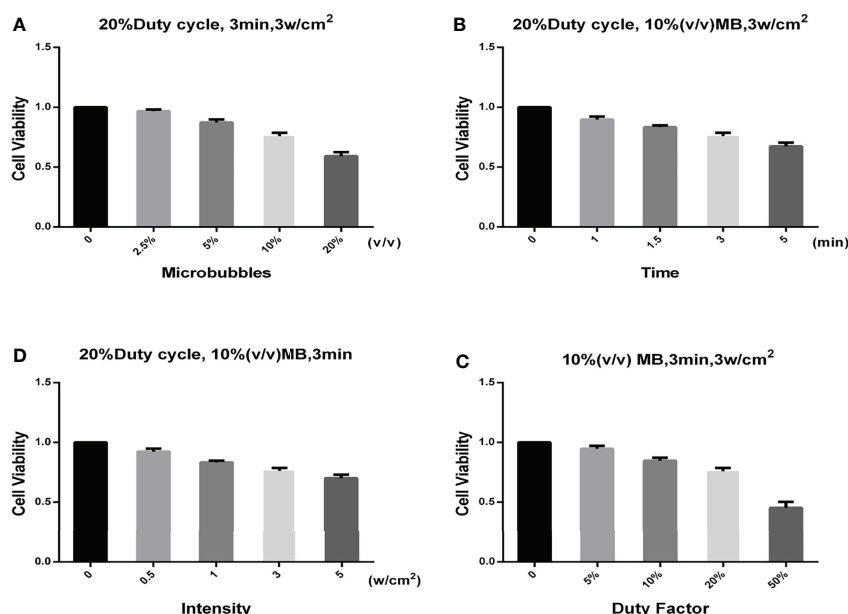 A
20%Duty cycle, 3min,3w/cm²
Cell Viability
1.5
1.0
0.5
0.0
0
2.5%
5%
10%
20%
(v/v)
Microbubbles
B
20%Duty cycle, 10%(v/v)MB,3w/cm²
Cell Viability
1.5
1.0
0.5
0.0
0
1
1.5
3
5
(min)
Time
D
20%Duty cycle, 10%(v/v)MB,3min
Cell Viability
1.5
1.0
0.5
0.0
0
0.5
1
3
5
(w/cm²)
Intensity
C
10%(v/v) MB,3min,3w/cm²
Cell Viability
1.5
1.0
0.5
0.0
0
5%
10%
20%
50%
Duty Factor